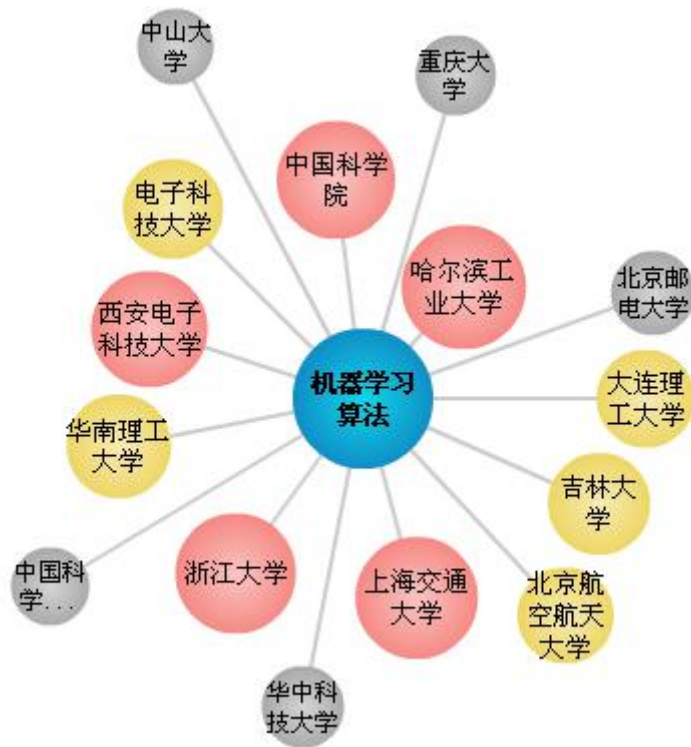 中山大
学
重庆大
学
中国科学
院
电子科
技大学
哈尔滨工
业大学
北京邮
电大学
西安电子
科技大学
机器学习
算法
大连理
工大学
华南理工
大学
吉林大
学
中国科
学...
浙江大学
上海交通
大学
北京航
空航天
大学
华中科
技大学